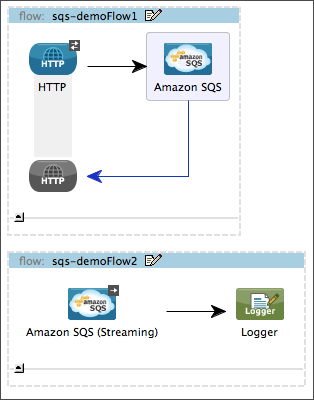 flow: sqs-demoFlow1
HTTP
amazon
SQS
HTTP
Amazon SQS
HTTP
flow: sqs-demoFlow2
amazon
SQS
Logger
Amazon SQS (Streaming)
Logger